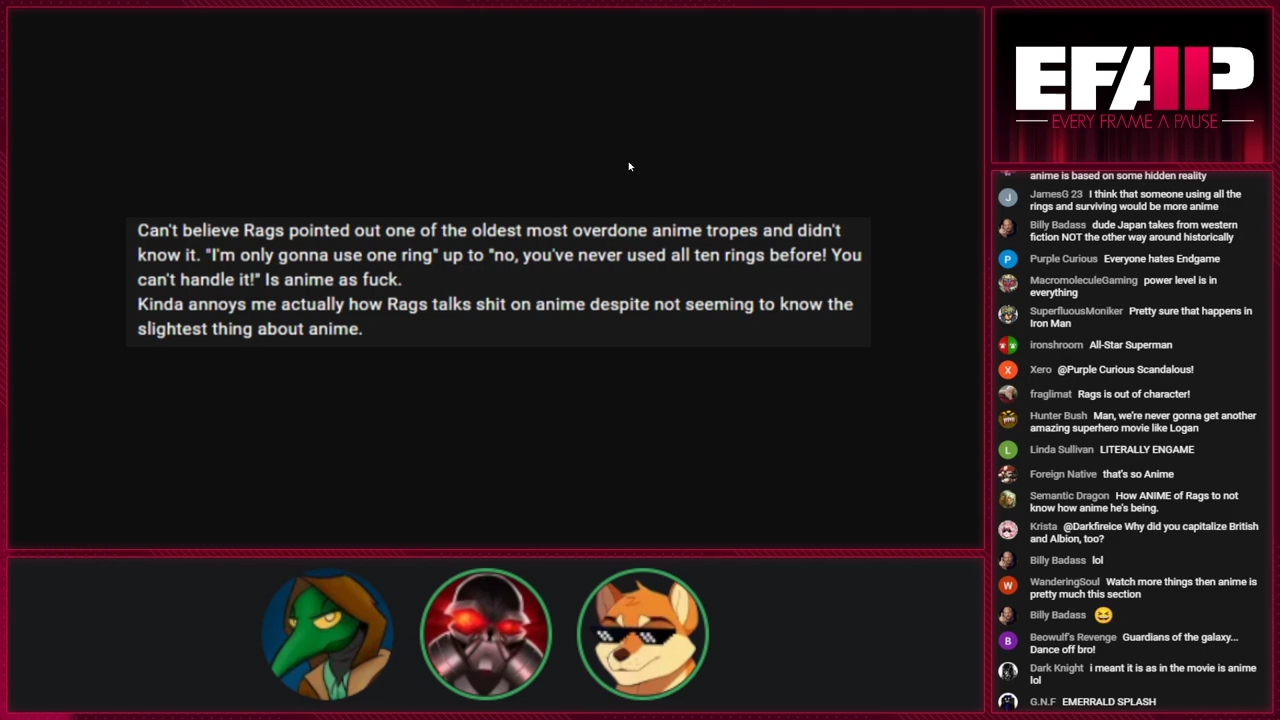 Can't believe Rags pointed out one of the oldest most overdone anime tropes and didn't
know it. "I'm only gonna use one ring" up to "no, you've never used all ten rings before! You
can't handle it!" Is anime as fuck.
Kinda annoys me actually how Rags talks shit on anime despite not seeming to know the
slightest thing about anime.
EFAP
EVERY FRAME A PAUSE
anime is based on some hidden reality
JamesG 23 I think that someone using all the
rings and surviving would be more anime
Billy Badass dude Japan takes from western
fiction NOT the other way around historically
Purple Curious Everyone hates Endgame
MacromoleculeGaming power level is in
everything
SuperfluousMoniker Pretty sure that happens in
Iron Man
ironshroom All-Star Superman
Xero @Purple Curious Scandalous!
fraglimat Rags is out of character!
Hunter Bush Man, we're never gonna get another
amazing superhero movie like Logan
Linda Sullivan LITERALLY ENGAME
Foreign Native that's so Anime
Semantic Dragon How ANIME of Rags to not
know how anime he's being.
Krista @Darkfireice Why did you capitalize British
and Albion, too?
Billy Badass lol
WanderingSoul Watch more things then anime is
pretty much this section
Billy Badass 😆
Beowulf's Revenge Guardians of the galaxy...
Dance off bro!
Dark Knight i meant it is as in the movie is anime
lol
G.N.F EMERRALD SPLASH